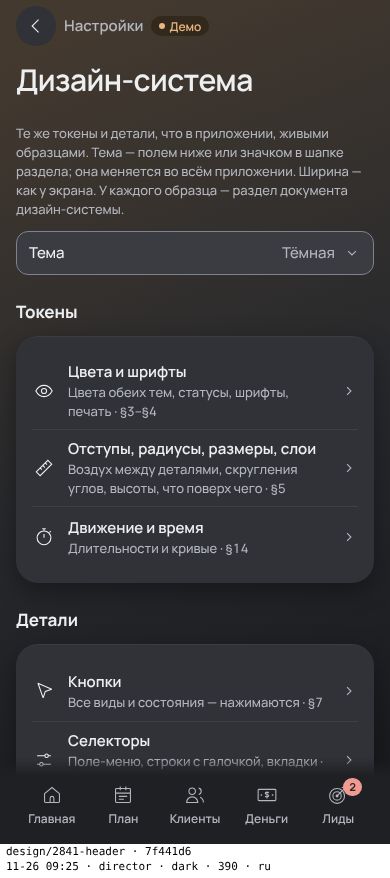 Настройки
Демо
Дизайн-система
Те же токены и детали, что в приложении, живыми
образцами. Тема — полем ниже или значком в шапке
раздела; она меняется во всём приложении. Ширина —
как у экрана. У каждого образца — раздел документа
дизайн-системы.
Тема
Тёмная
Токены
Цвета и шрифты
Цвета обеих тем, статусы, шрифты,
печать · §3–§4
Отступы, радиусы, размеры, слои
Воздух между деталями, скругления
углов, высоты, что поверх чего · §5
Движение и время
Длительности и кривые · §14
Детали
Кнопки
Все виды и состояния — нажимаются · §7
Селекторы
Поле-меню, строки с галочкой, вкладки ·
2
Главная
План
Клиенты
Деньги
Лиды
design/2841-header · 7f441d6
11-26 09:25 · director · dark · 390 · ru